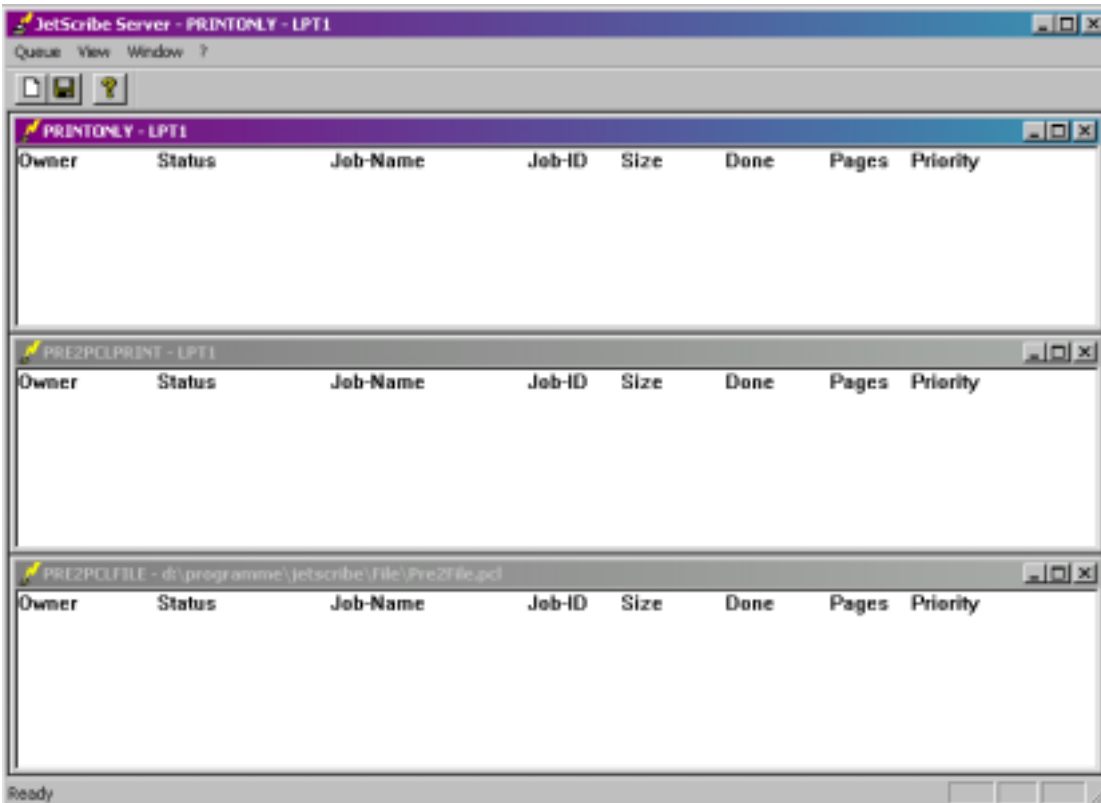 JetScribe Server - PRINTONLY - LPT1
Queue View Window ?
PRINTONLY - LPT1
Owner Status Job-Name Job-ID Size Done Pages Priority
PRE2PCLPRINT - LPT1
Owner Status Job-Name Job-ID Size Done Pages Priority
PRE2PCLFILE - d:\programme\jetscribe\File\Pre2File.pcl
Owner Status Job-Name Job-ID Size Done Pages Priority
Ready